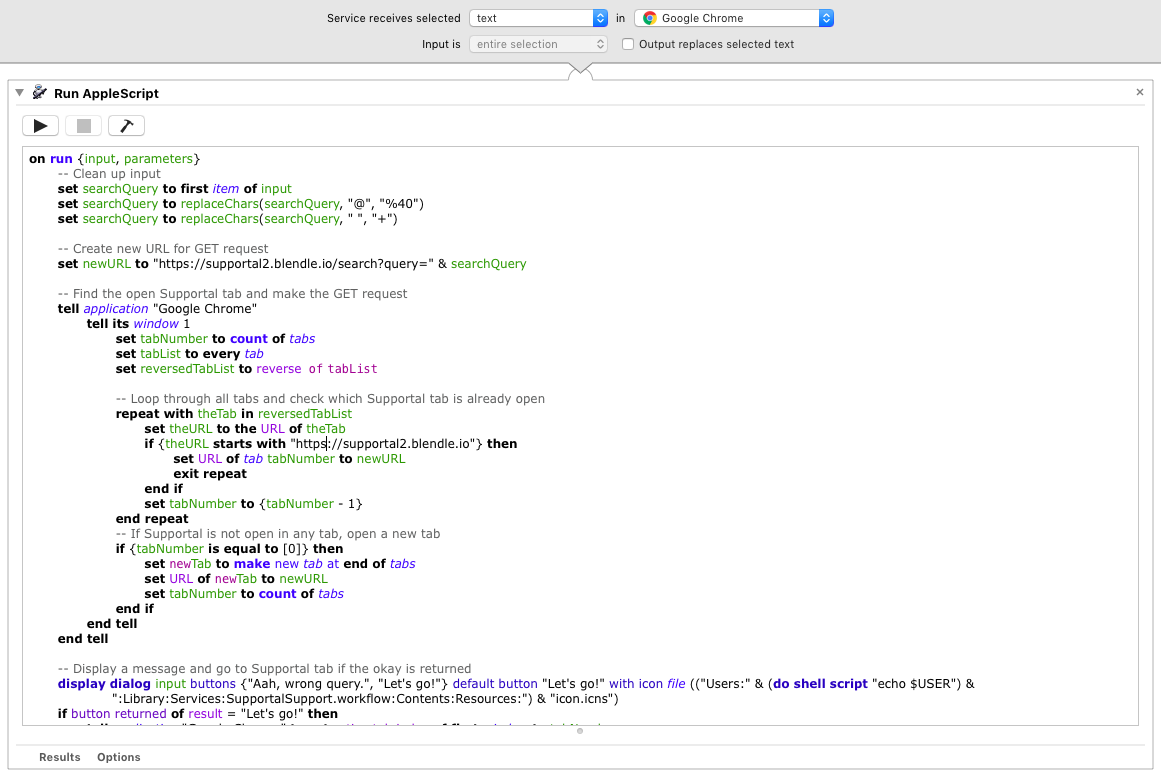 Service receives selected text in Google Chrome
Input is entire selection Output replaces selected text
Run AppleScript
on run {input, parameters}
-- Clean up input
set searchQuery to first item of input
set searchQuery to replaceChars(searchQuery, "@", "%40")
set searchQuery to replaceChars(searchQuery, " ", "+")
-- Create new URL for GET request
set newURL to "https://supportal2.blendle.io/search?query=" & searchQuery
-- Find the open Supportal tab and make the GET request
tell application "Google Chrome"
tell its window 1
set tabNumber to count of tabs
set tabList to every tab
set reversedTabList to reverse of tabList
-- Loop through all tabs and check which Supportal tab is already open
repeat with theTab in reversedTabList
set theURL to the URL of theTab
if {theURL starts with "https://supportal2.blendle.io"} then
set URL of tab tabNumber to newURL
exit repeat
end if
set tabNumber to {tabNumber - 1}
end repeat
-- If Supportal is not open in any tab, open a new tab
if {tabNumber is equal to [0]} then
set newTab to make new tab at end of tabs
set URL of newTab to newURL
set tabNumber to count of tabs
end if
end tell
end tell
-- Display a message and go to Supportal tab if the okay is returned
display dialog input buttons {"Aah, wrong query.", "Let's go!"} default button "Let's go!" with icon file (("Users:" & (do shell script "echo $USER") &
":Library:Services:SupportalSupport.workflow:Contents:Resources:") & "icon.icns")
if button returned of result = "Let's go!" then
Results Options